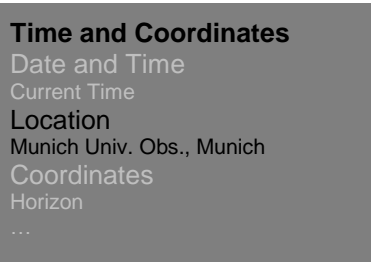 Time and Coordinates
Date and Time
Current Time
Location
Munich Univ. Obs., Munich
Coordinates
Horizon
…